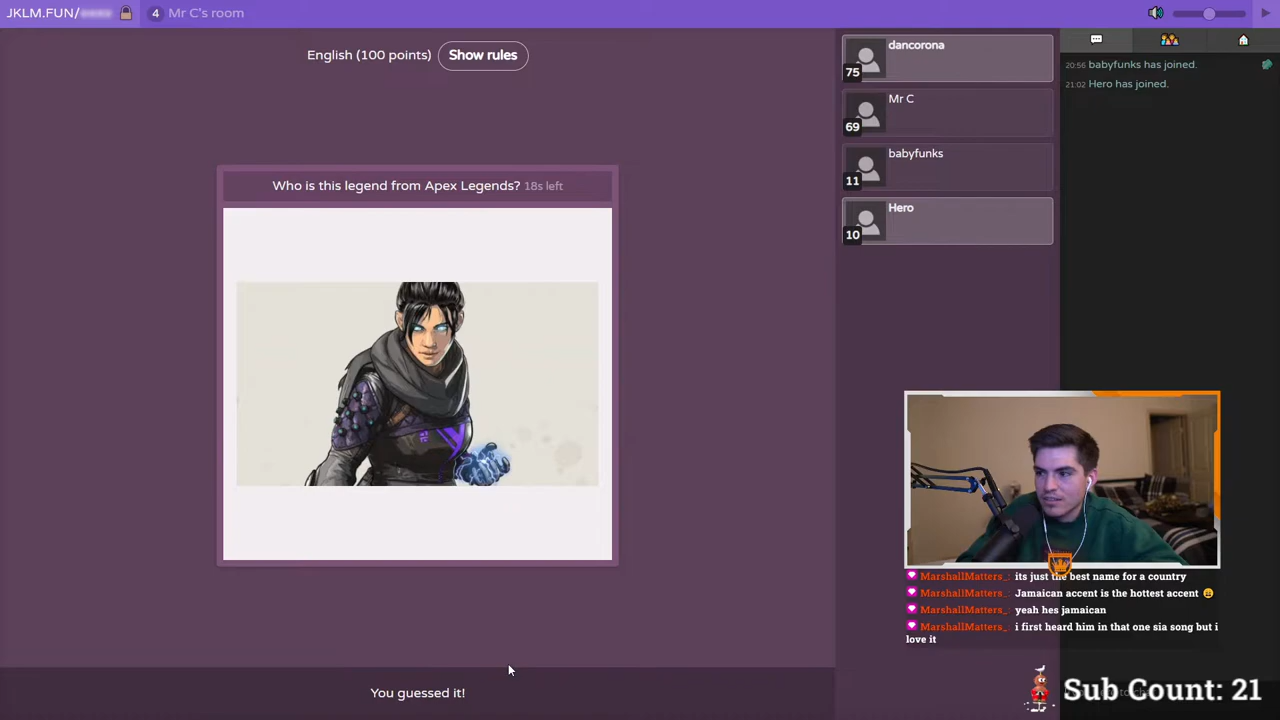 JKLM.FUN/
4 Mr C's room
English (100 points) Show rules
Who is this legend from Apex Legends? 18s left
You guessed it!
dancorona
75
Mr C
69
babyfunks
11
Hero
10
20:56 babyfunks has joined.
21:02 Hero has joined.
MarshallMatters_: its just the best name for a country
MarshallMatters_: Jamaican accent is the hottest accent 😀
MarshallMatters_: yeah hes jamaican
MarshallMatters_: i first heard him in that one sia song but i
love it
Sub Count: 21